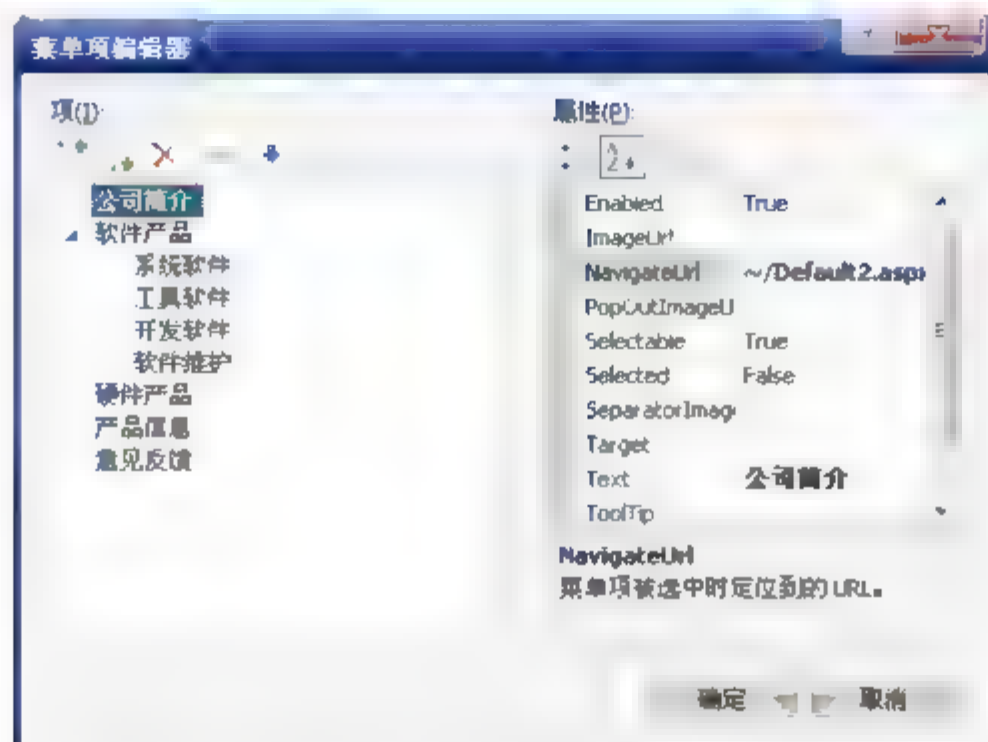 菜单项编辑器
项(I):
公司简介
软件产品
系统软件
工具软件
开发软件
软件维护
硬件产品
产品信息
意见反馈
属性(P):
Enabled True
ImageUrl
NavigateUrl ~/Default2.aspx
PopOutImageU
Selectable True
Selected False
SeparatorImag
Target
Text 公司简介
ToolTip
NavigateUrl
菜单项被选中时定位到的 URL。
确定 取消